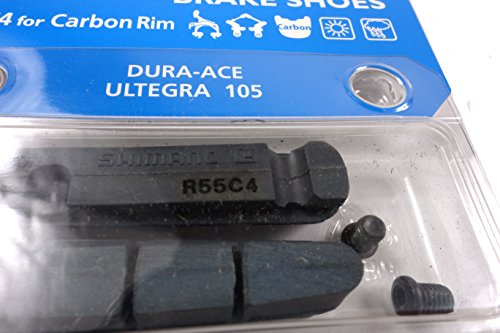 BRAKE SHOES
4 for Carbon Rim
Carbon
DURA-ACE
ULTEGRA 105
SHIMANO
R55C4